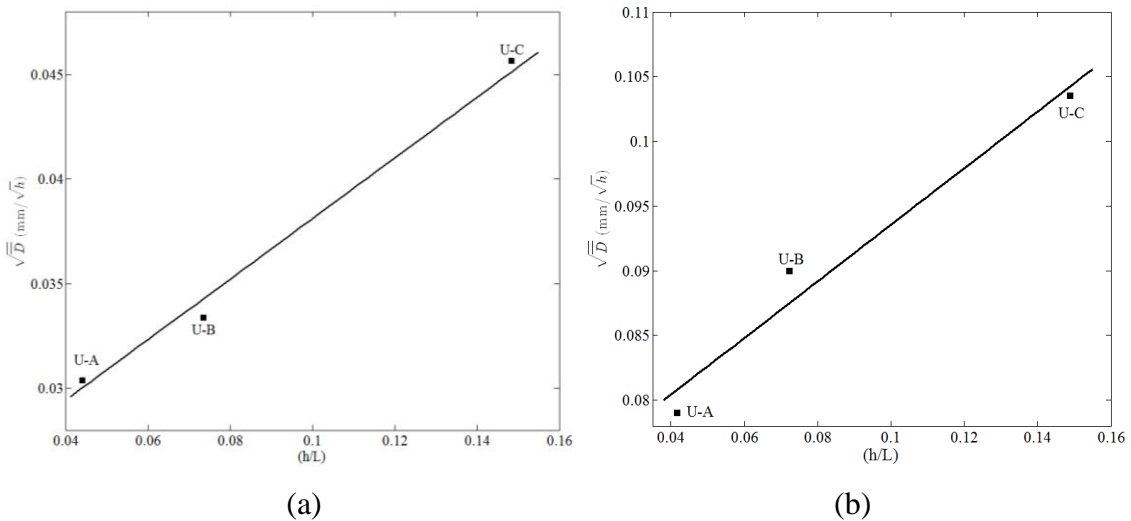 0.045
0.04
0.035
0.03
√D̿ (mm/√h)
U-C
U-B
U-A
0.04 0.06 0.08 0.1 0.12 0.14 0.16
(h/L)
(a)
0.11
0.105
0.1
0.095
0.09
0.085
0.08
√D̿ (mm/√h)
U-C
U-B
U-A
0.04 0.06 0.08 0.1 0.12 0.14 0.16
(h/L)
(b)